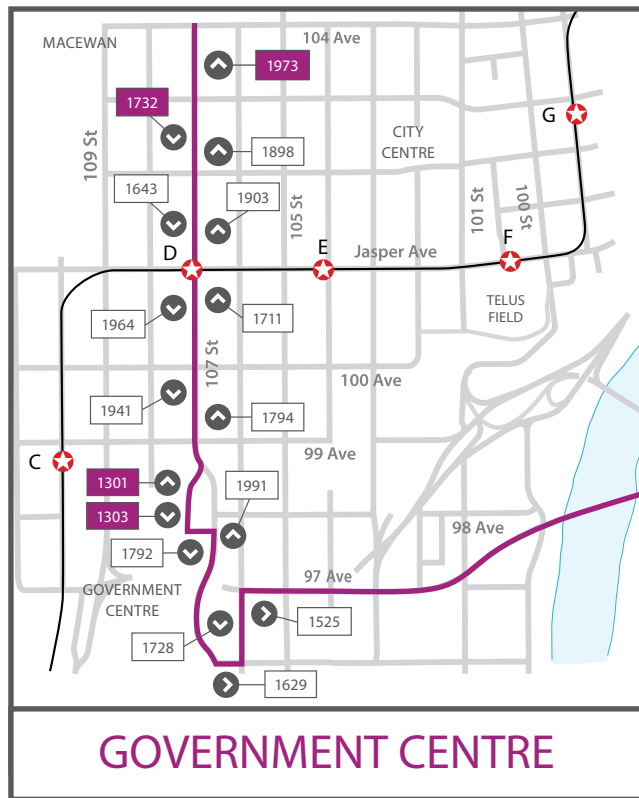 MACEWAN
104 Ave
1973
1732
G
109 St
CITY
CENTRE
1898
1643
1903
105 St
101 St
100 St
D
E
Jasper Ave
F
1964
1711
TELUS
FIELD
107 St
100 Ave
1941
1794
99 Ave
C
1301
1991
1303
98 Ave
1792
97 Ave
GOVERNMENT
CENTRE
1525
1728
1629
GOVERNMENT CENTRE